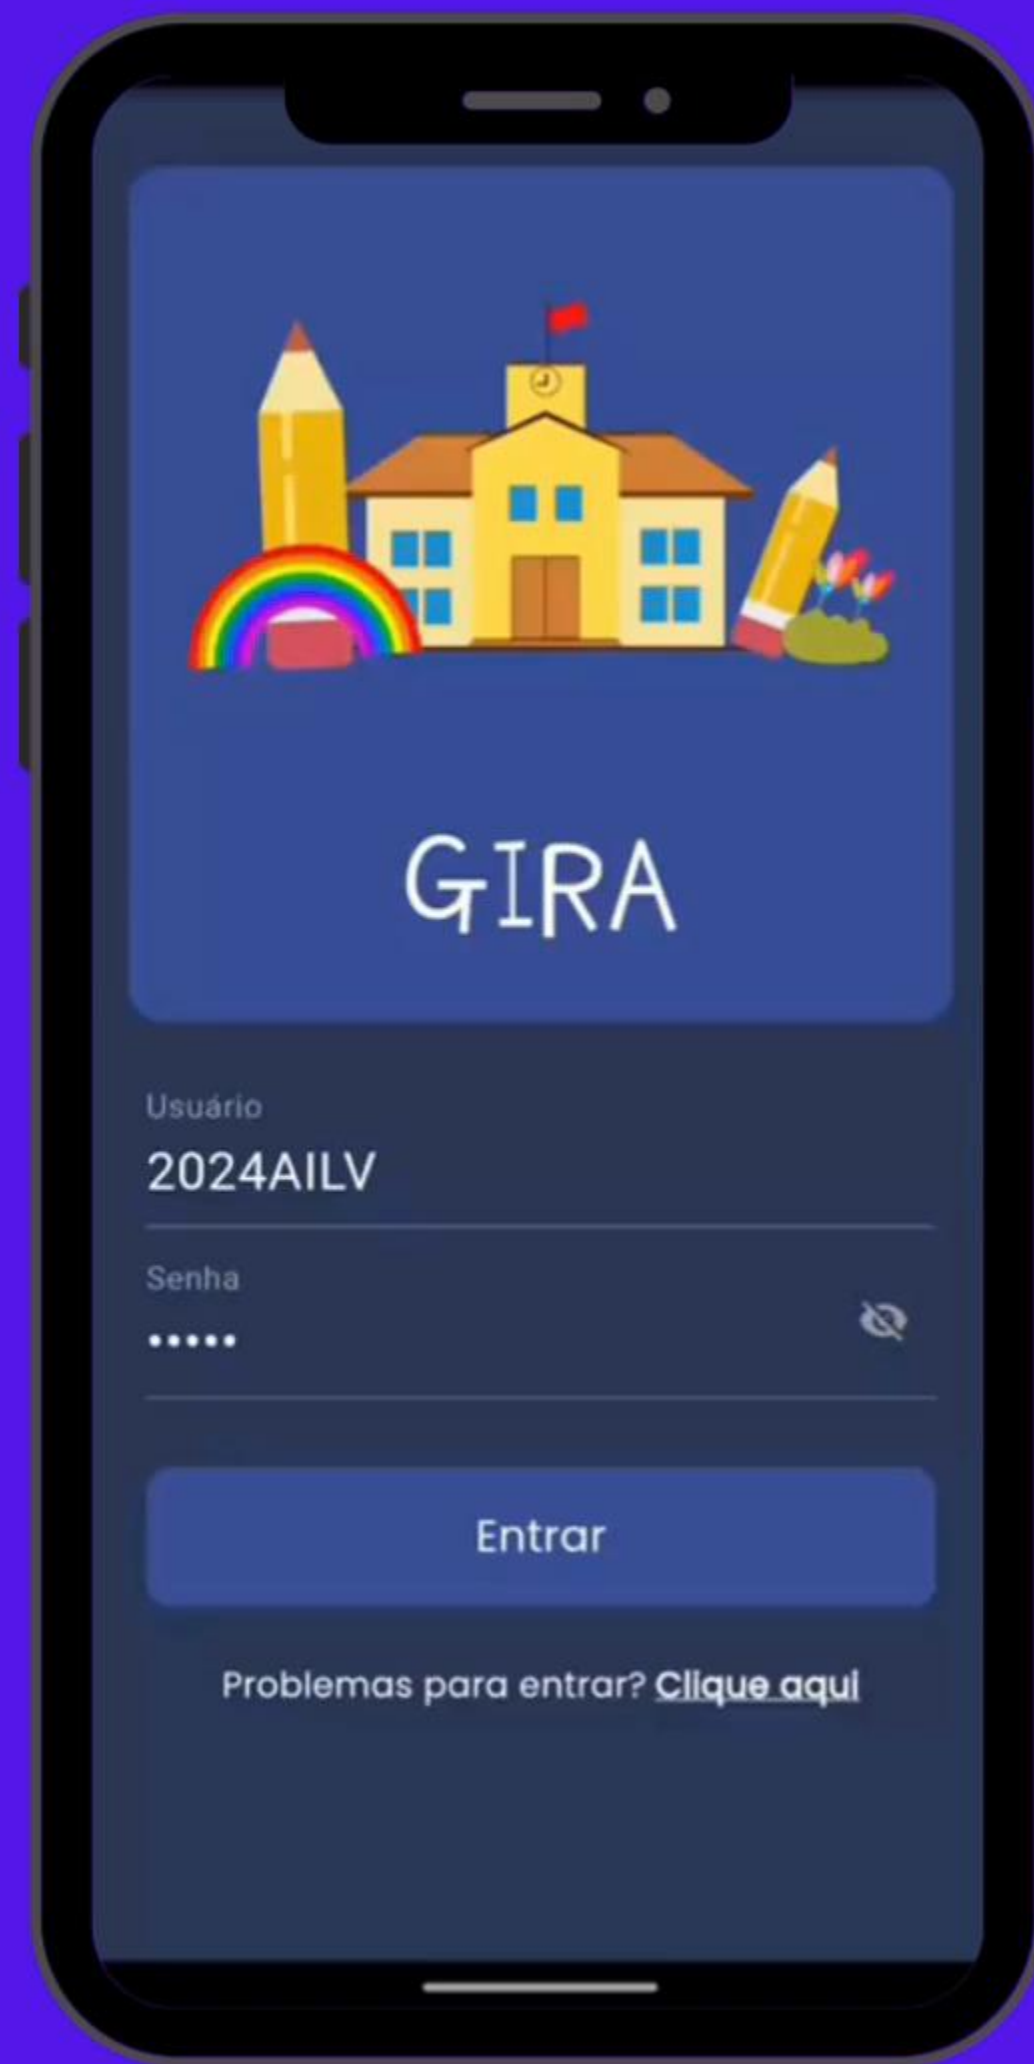 GIRA
Usuário
2024AILV
Senha
•••••
Entrar
Problemas para entrar? Clique aqui